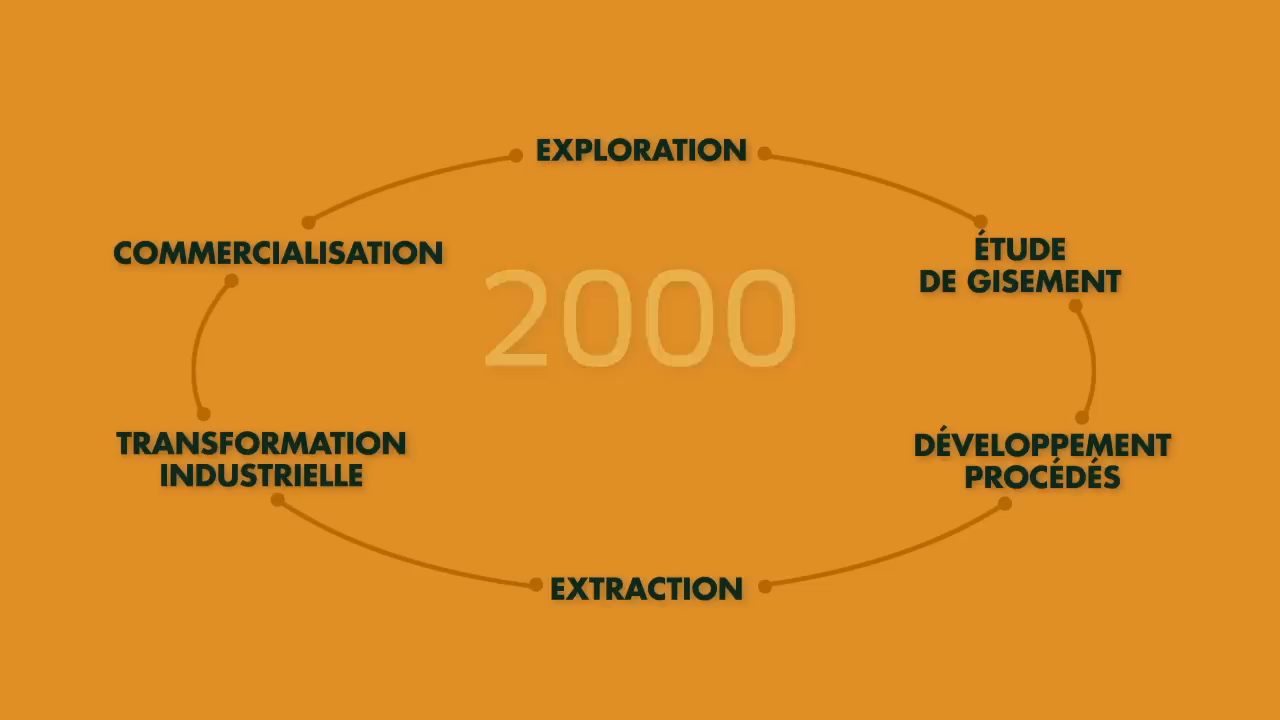 EXPLORATION
COMMERCIALISATION
ÉTUDE
DE GISEMENT
2000
TRANSFORMATION
INDUSTRIELLE
DÉVELOPPEMENT
PROCÉDÉS
EXTRACTION